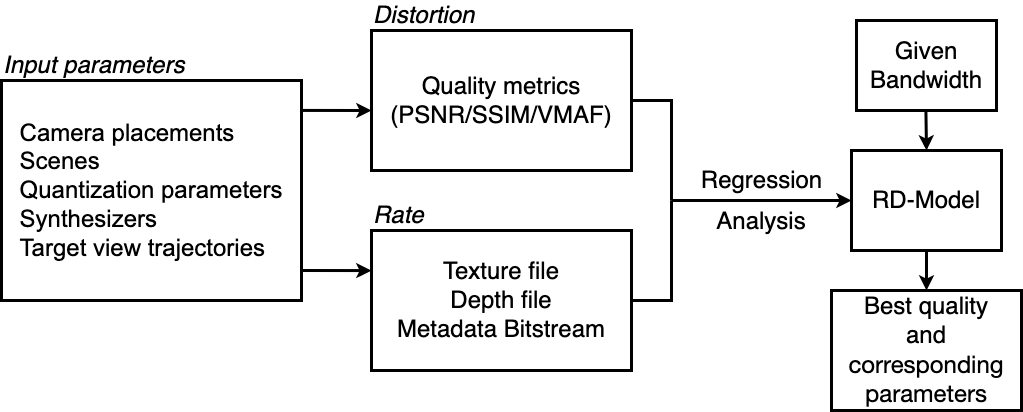 Input parameters
Camera placements
Scenes
Quantization parameters
Synthesizers
Target view trajectories
Distortion
Quality metrics
(PSNR/SSIM/VMAF)
Rate
Texture file
Depth file
Metadata Bitstream
Regression
Analysis
Given
Bandwidth
RD-Model
Best quality
and
corresponding
parameters